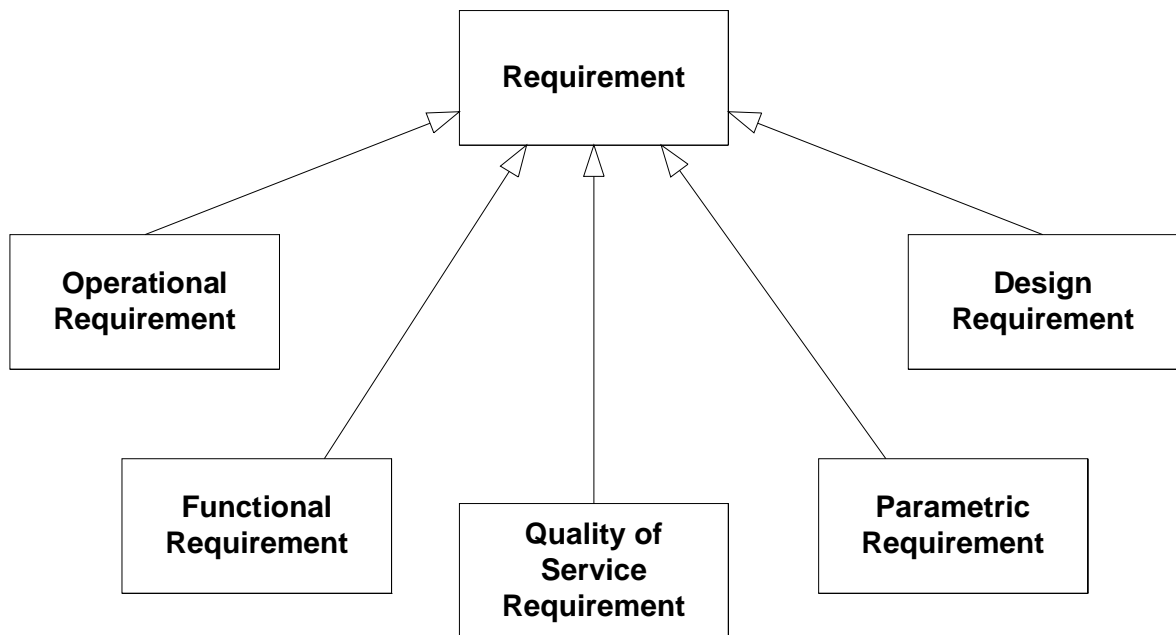 Requirement
Operational
Requirement
Design
Requirement
Functional
Requirement
Quality of
Service
Requirement
Parametric
Requirement